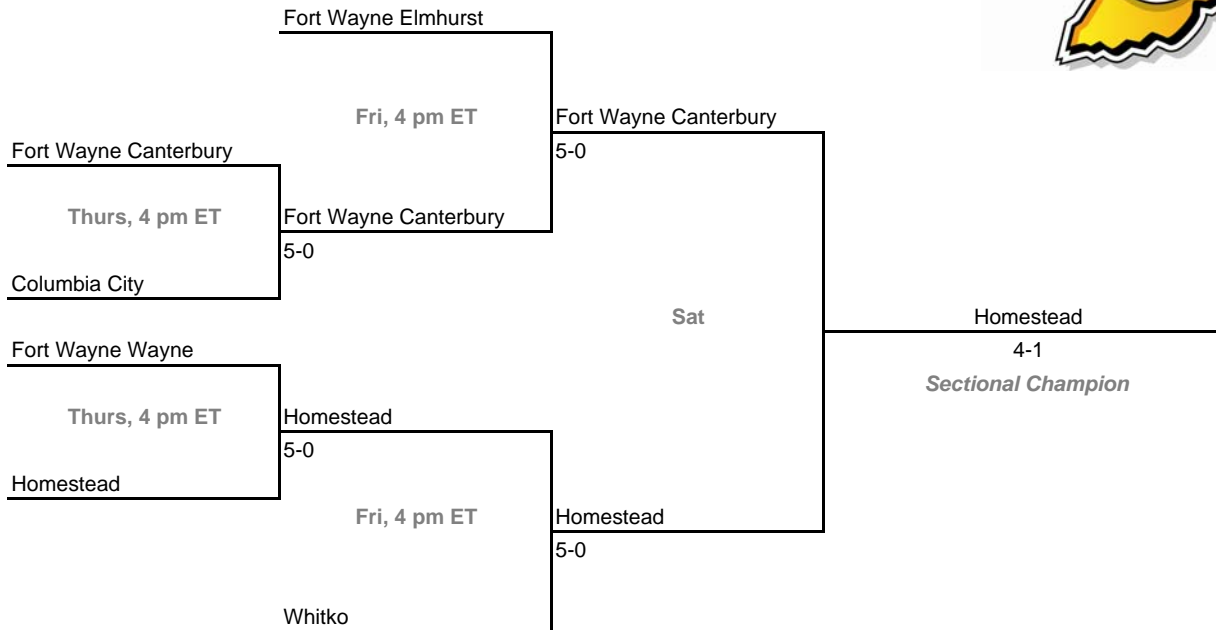 Fort Wayne Elmhurst
Fri, 4 pm ET
Fort Wayne Canterbury
5-0
Fort Wayne Canterbury
Thurs, 4 pm ET
Fort Wayne Canterbury
5-0
Columbia City
Sat
Homestead
4-1
Sectional Champion
Fort Wayne Wayne
Thurs, 4 pm ET
Homestead
5-0
Homestead
Fri, 4 pm ET
Homestead
5-0
Whitko